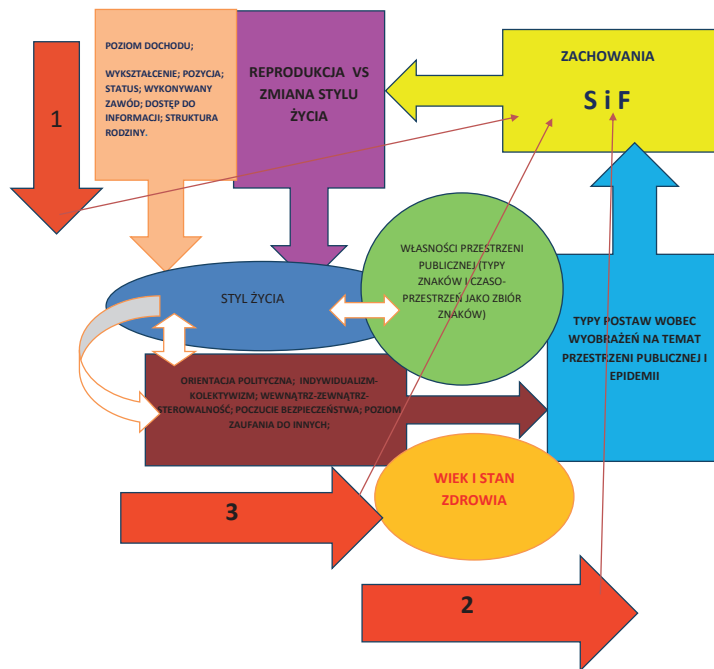 1
POZIOM DOCHODU;
WYKSZTAŁCENIE; POZYCJA;
STATUS; WYKONYWANY
ZAWÓD; DOSTĘP DO
INFORMACJI; STRUKTURA
RODZINY.
REPRODUKCJA VS
ZMIANA STYLU
ŻYCIA
ZACHOWANIA
S i F
STYL ŻYCIA
WŁASNOŚCI PRZESTRZENI
PUBLICZNEJ (TYPY
ZNAKÓW I CZASO-
PRZESTRZEŃ JAKO ZBIÓR
ZNAKÓW)
TYPY POSTAW WOBEC
WYOBRAŻEŃ NA TEMAT
PRZESTRZENI PUBLICZNEJ I
EPIDEMII
ORIENTACJA POLITYCZNA; INDYWIDUALIZM-
KOLEKTYWIZM; WEWNĄTRZ-ZEWNĄTRZ-
STEROWALNOŚĆ; POCZUCIE BEZPIECZEŃSTWA; POZIOM
ZAUFANIA DO INNYCH;
WIEK I STAN
ZDROWIA
3
2